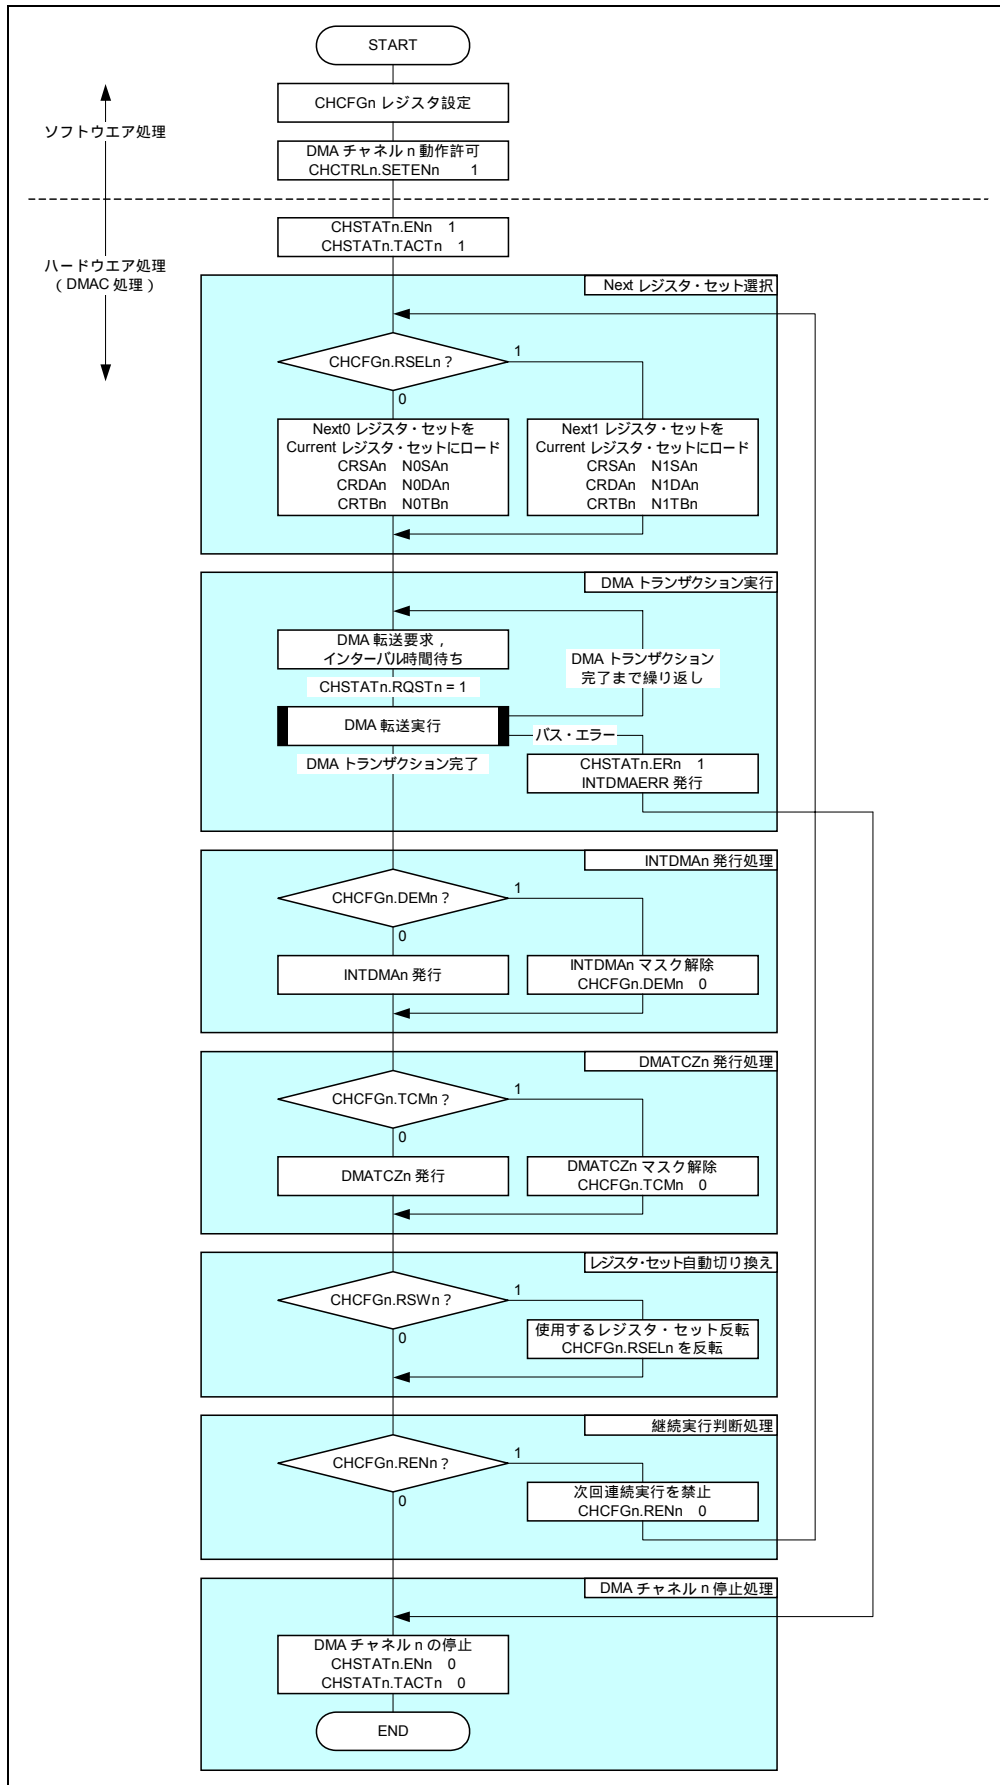 START
CHCFGn レジスタ設定
ソフトウエア処理
DMA チャネル n 動作許可
CHCTRLn.SETENn 1
CHSTATn.ENn 1
CHSTATn.TACTn 1
ハードウエア処理
( DMAC 処理 )
Next レジスタ・セット選択
CHCFGn.RSELn ?
1
0
Next0 レジスタ・セットを
Current レジスタ・セットにロード
CRSAn N0SAn
CRDAn N0DAn
CRTBn N0TBn
Next1 レジスタ・セットを
Current レジスタ・セットにロード
CRSAn N1SAn
CRDAn N1DAn
CRTBn N1TBn
DMA トランザクション実行
DMA 転送要求 ,
インターバル時間待ち
DMA トランザクション
完了まで繰り返し
CHSTATn.RQSTn = 1
DMA 転送実行
バス・エラー
DMA トランザクション完了
CHSTATn.ERn 1
INTDMAERR 発行
INTDMAn 発行処理
CHCFGn.DEMn ?
1
0
INTDMAn 発行
INTDMAn マスク解除
CHCFGn.DEMn 0
DMATCZn 発行処理
CHCFGn.TCMn ?
1
0
DMATCZn 発行
DMATCZn マスク解除
CHCFGn.TCMn 0
レジスタ・セット自動切り換え
CHCFGn.RSWn ?
1
0
使用するレジスタ・セット反転
CHCFGn.RSELn を反転
継続実行判断処理
CHCFGn.RENn ?
1
0
次回連続実行を禁止
CHCFGn.RENn 0
DMA チャネル n 停止処理
DMA チャネル n の停止
CHSTATn.ENn 0
CHSTATn.TACTn 0
END